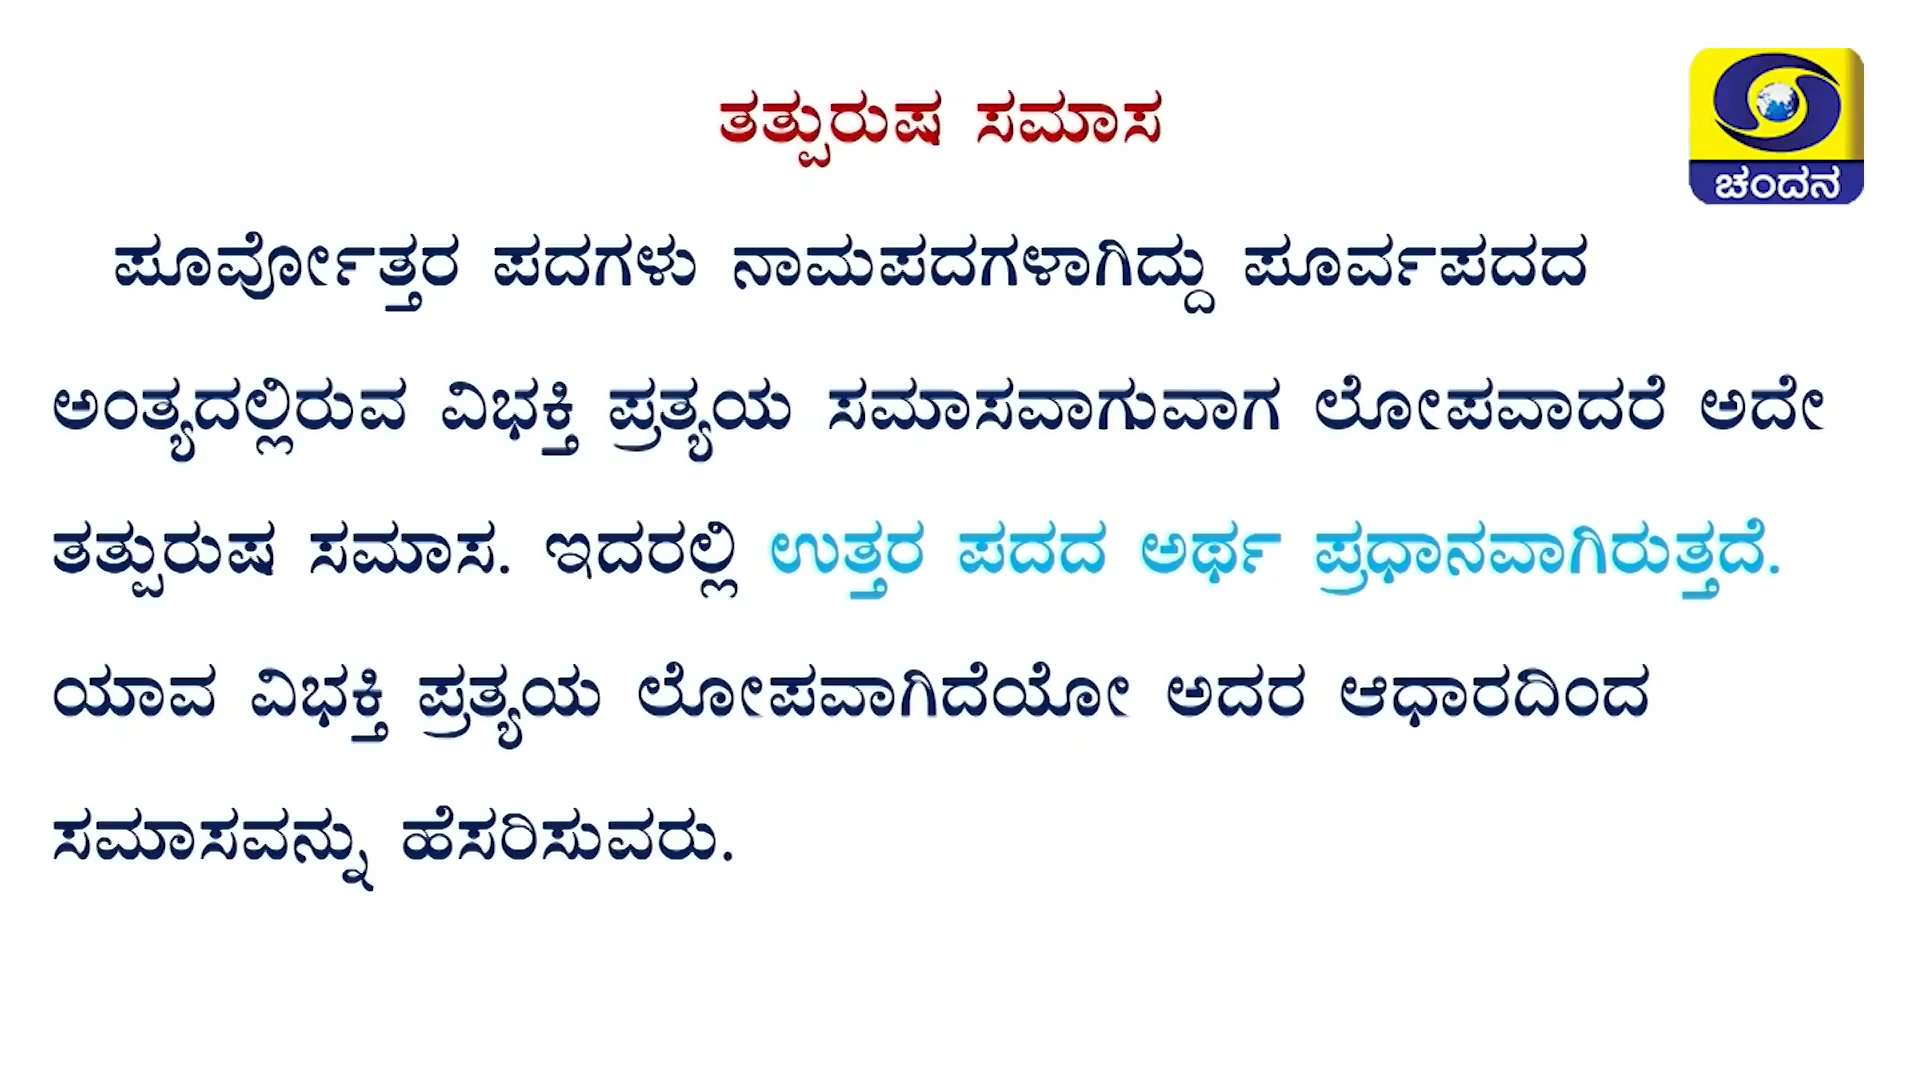 ತತ್ಪುರುಷ ಸಮಾಸ
ಚಂದನ
ಪೂರ್ವೋತ್ತರ ಪದಗಳು ನಾಮಪದಗಳಾಗಿದ್ದು ಪೂರ್ವಪದದ
ಅಂತ್ಯದಲ್ಲಿರುವ ವಿಭಕ್ತಿ ಪ್ರತ್ಯಯ ಸಮಾಸವಾಗುವಾಗ ಲೋಪವಾದರೆ ಅದೇ
ತತ್ಪುರುಷ ಸಮಾಸ. ಇದರಲ್ಲಿ ಉತ್ತರ ಪದದ ಅರ್ಥ ಪ್ರಧಾನವಾಗಿರುತ್ತದೆ.
ಯಾವ ವಿಭಕ್ತಿ ಪ್ರತ್ಯಯ ಲೋಪವಾಗಿದೆಯೋ ಅದರ ಆಧಾರದಿಂದ
ಸಮಾಸವನ್ನು ಹೆಸರಿಸುವರು.